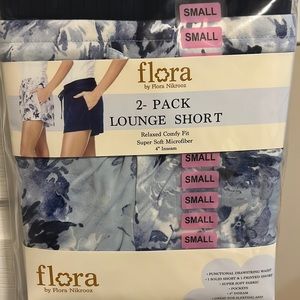 SMALL
SMALL
SMALL
flora
by Flora Nikrooz
2- PACK
LOUNGE SHORT
Relaxed Comfy Fit
Super Soft Microfiber
4" Inseam
SMALL
SMALL
SMALL
SMALL
SMALL
flora
by Flora Nikrooz
• FUNCTIONAL DRAWSTRING WAIST
• 1 SOLID SHORT & 1 PRINTED SHORT
• SUPER SOFT FABRIC
• POCKETS
• 4" INSEAM